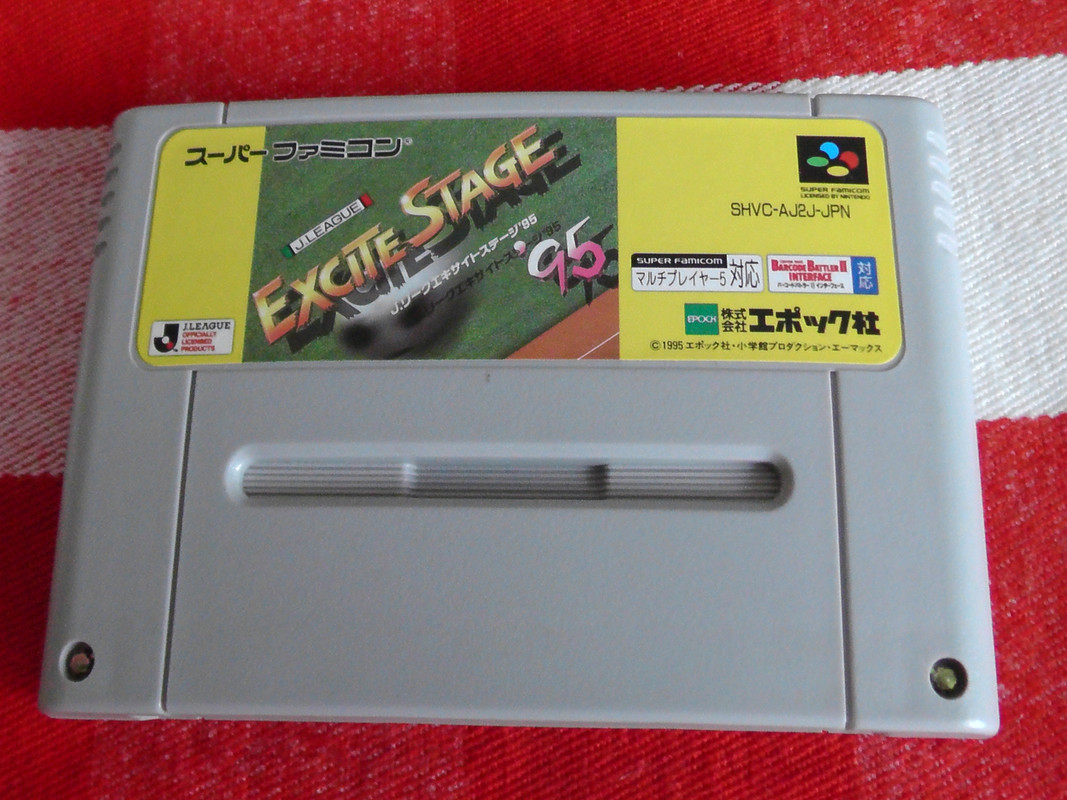 スーパーファミコン®
J.LEAGUE
EXCITE STAGE
'95
J.リーグエキサイトステージ'95
J.LEAGUE
OFFICIALLY
LICENSED
PRODUCTS
SUPER FAMICOM
LICENSED BY NINTENDO
SHVC-AJ2J-JPN
SUPER FAMICOM
マルチプレイヤー5 対応
BARCODE BATTLER II
INTERFACE
バーコードバトラーII インターフェース
対応
EPOCH 株式会社エポック社
©1995 エポック社・小学館プロダクション・エーマックス